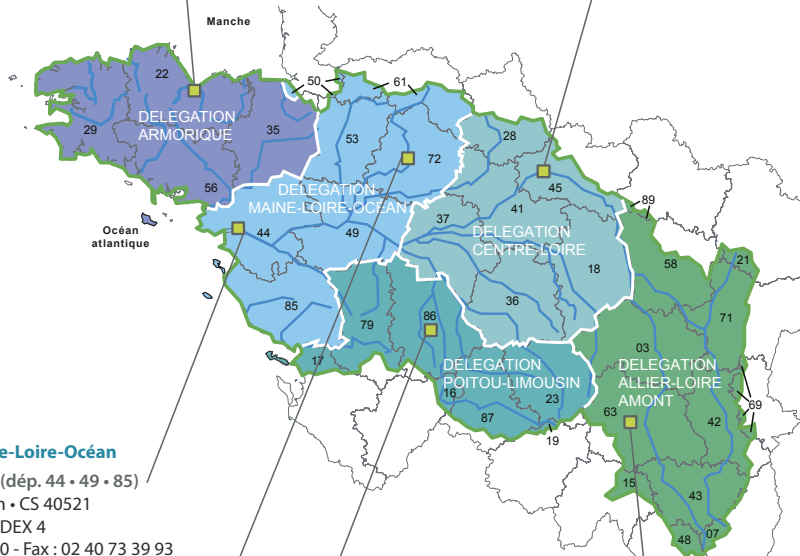 Manche
22
50
61
29
DELEGATION
ARMORIQUE
35
53
72
28
45
56
DELEGATION
MAINE-LOIRE-OCÉAN
Océan
atlantique
44
49
37
41
DELEGATION
CENTRE-LOIRE
18
36
89
58
21
71
85
79
86
17
DELEGATION
POITOU-LIMOUSIN
16
23
87
19
03
DELEGATION
ALLIER-LOIRE
AMONT
63
69
42
15
43
48
07
e-Loire-Océan
(dép. 44 • 49 • 85)
n • CS 40521
DEX 4
0 - Fax : 02 40 73 39 93